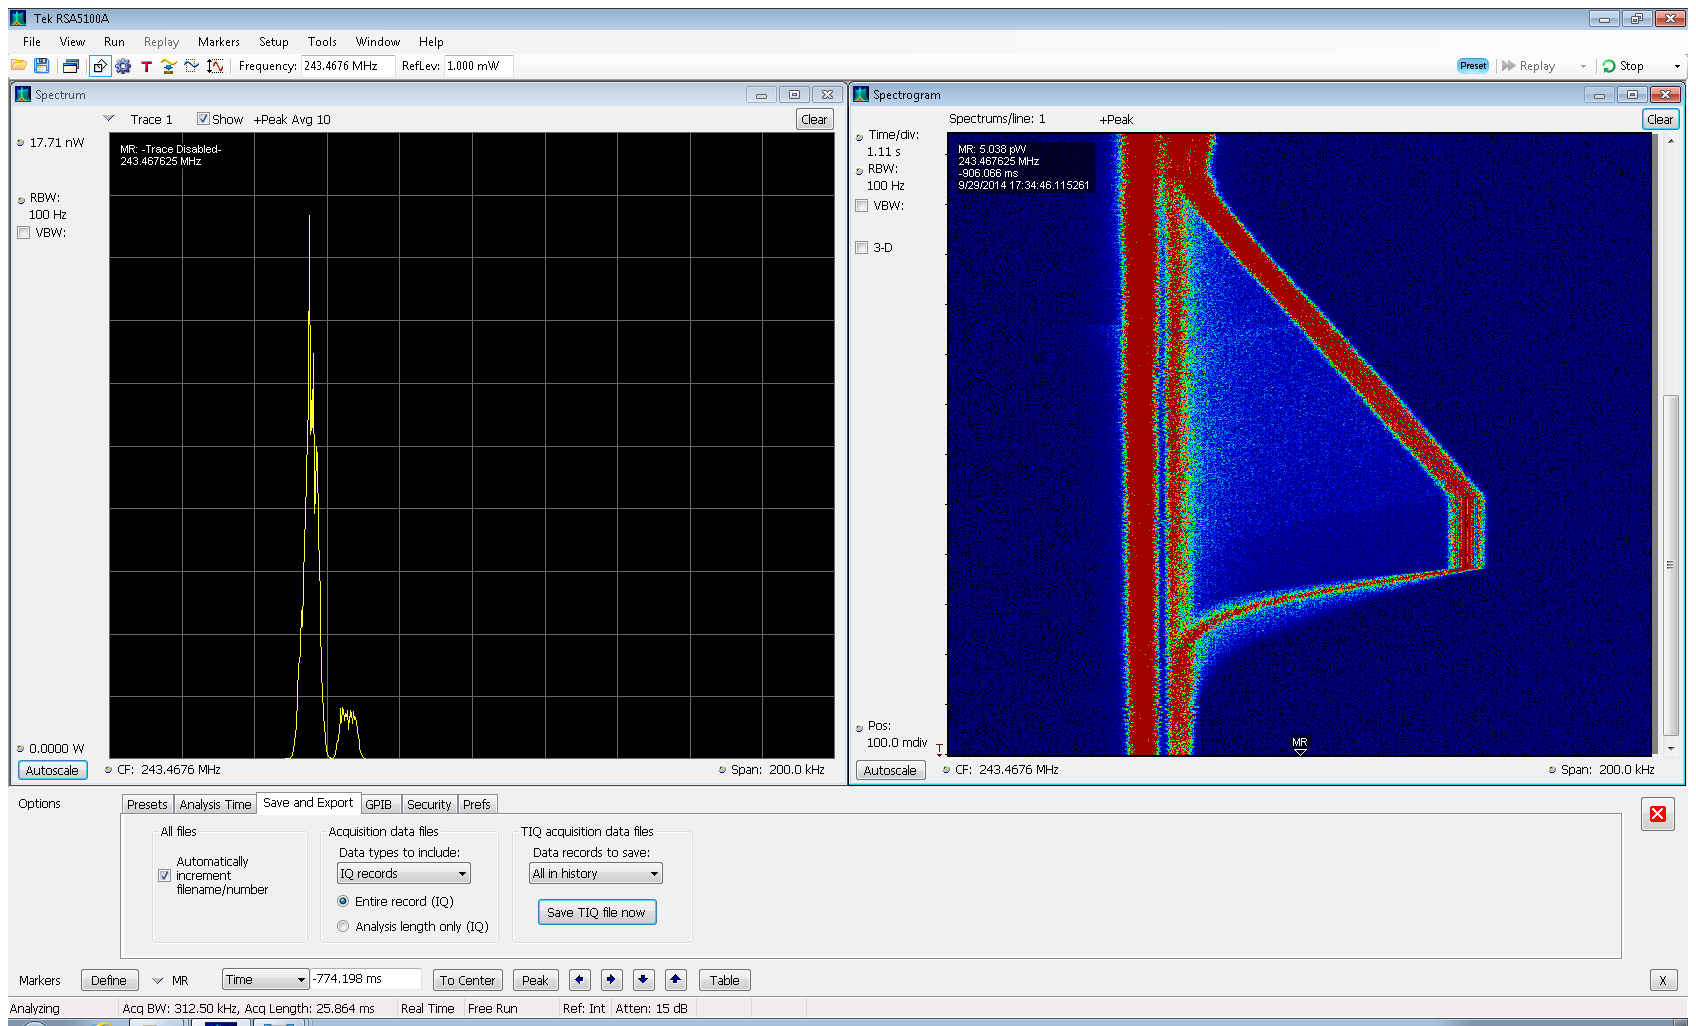 Tek RSA5100A
File View Run Replay Markers Setup Tools Window Help
Frequency: 243.4676 MHz RefLev: 1.000 mW Preset Replay Stop
Spectrum
Trace 1 Show +Peak Avg 10 Clear
17.71 nW
MR: -Trace Disabled-
243.467625 MHz
RBW:
100 Hz
VBW:
0.0000 W
Autoscale CF: 243.4676 MHz Span: 200.0 kHz
Spectrogram
Spectrums/line: 1 +Peak Clear
Time/div:
1.11 s
RBW:
100 Hz
VBW:
3-D
MR: 5.038 pW
243.467625 MHz
-906.066 ms
9/29/2014 17:34:46.115261
Pos:
100.0 mdiv
T
MR
Autoscale CF: 243.4676 MHz Span: 200.0 kHz
Options
Presets Analysis Time Save and Export GPIB Security Prefs
All files
Automatically
increment
filename/number
Acquisition data files
Data types to include:
IQ records
Entire record (IQ)
Analysis length only (IQ)
TIQ acquisition data files
Data records to save:
All in history
Save TIQ file now
Markers Define MR Time -774.198 ms To Center Peak Table X
Analyzing Acq BW: 312.50 kHz, Acq Length: 25.864 ms Real Time Free Run Ref: Int Atten: 15 dB